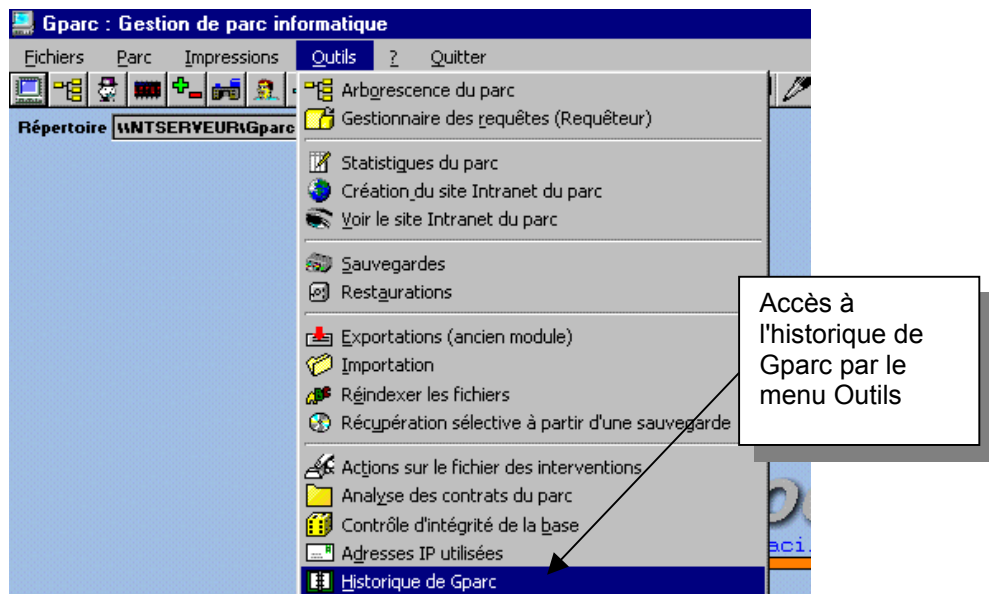 Gparc : Gestion de parc informatique
Fichiers Parc Impressions Outils ? Quitter
Répertoire \\NTSERVEUR\Gparc
Arborescence du parc
Gestionnaire des requêtes (Requêteur)
Statistiques du parc
Création du site Intranet du parc
Voir le site Intranet du parc
Sauvegardes
Restaurations
Exportations (ancien module)
Importation
Réindexer les fichiers
Récupération sélective à partir d'une sauvegarde
Actions sur le fichier des interventions
Analyse des contrats du parc
Contrôle d'intégrité de la base
Adresses IP utilisées
Historique de Gparc
Accès à
l'historique de
Gparc par le
menu Outils
aci.